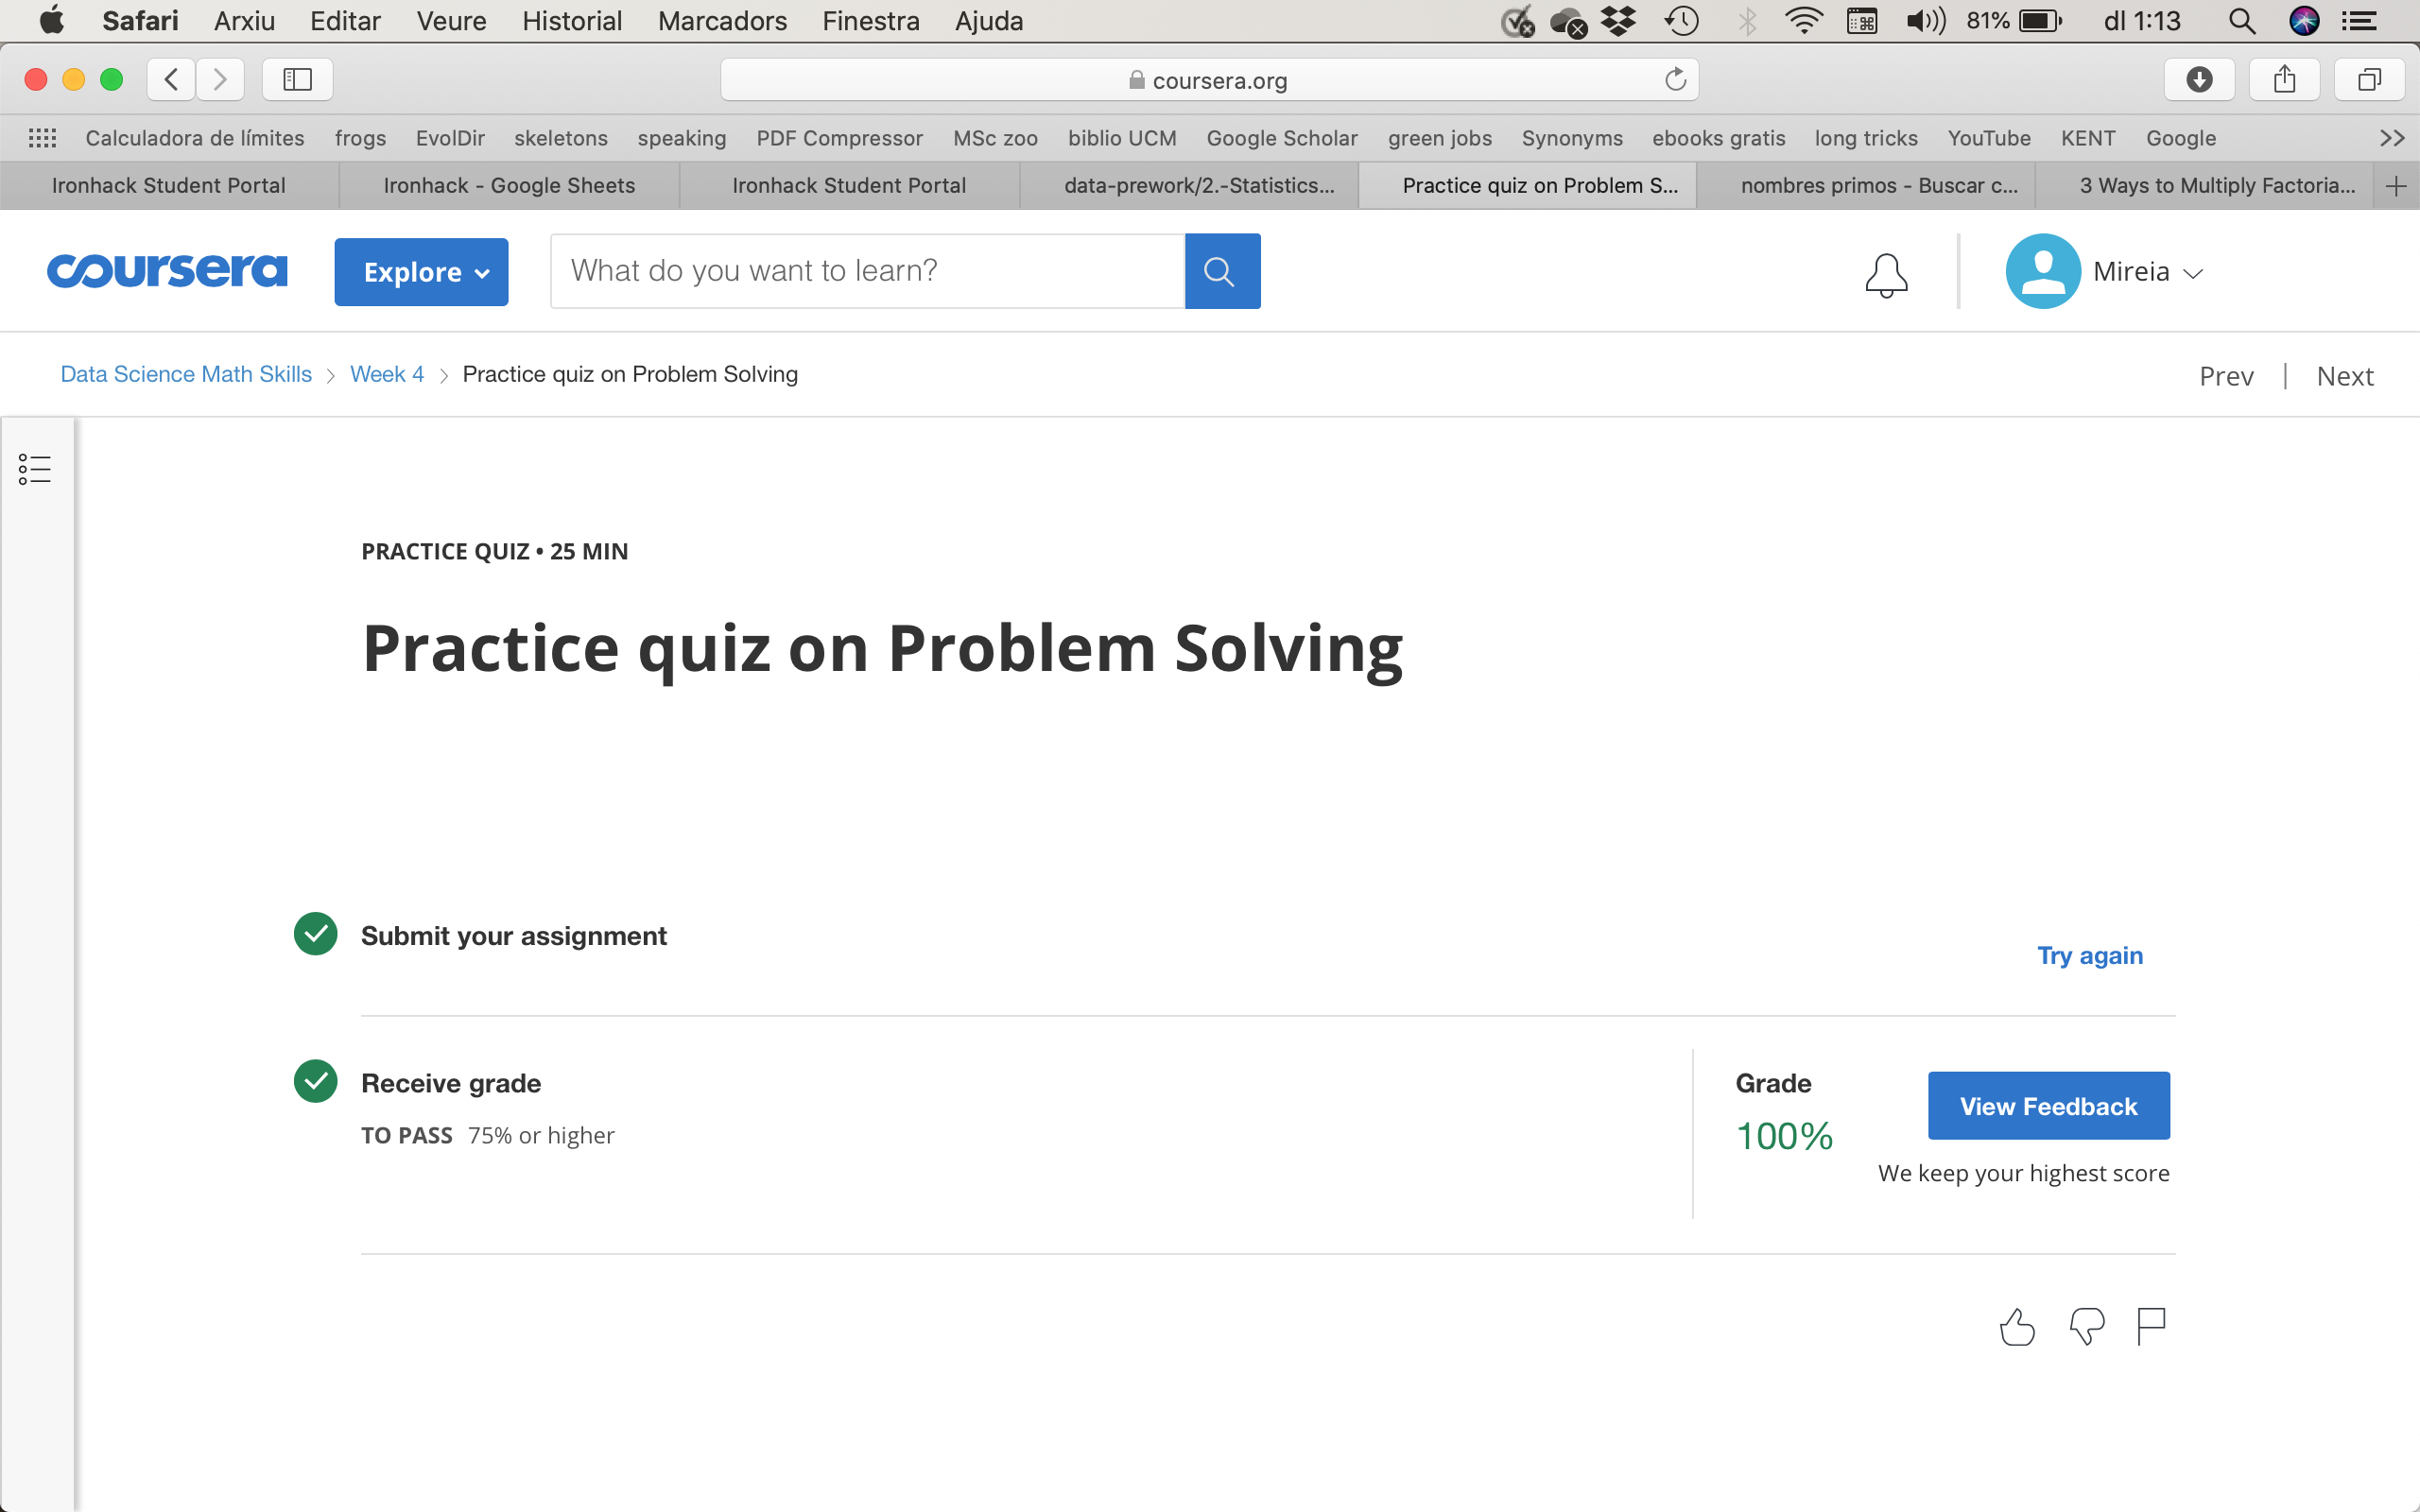 Safari Arxiu Editar Veure Historial Marcadors Finestra Ajuda 81% dl 1:13
coursera.org
Calculadora de límites frogs EvolDir skeletons speaking PDF Compressor MSc zoo biblio UCM Google Scholar green jobs Synonyms ebooks gratis long tricks YouTube KENT Google
Ironhack Student Portal Ironhack - Google Sheets Ironhack Student Portal data-prework/2.-Statistics... Practice quiz on Problem S... nombres primos - Buscar c... 3 Ways to Multiply Factoria...
coursera Explore What do you want to learn? Mireia
Data Science Math Skills > Week 4 > Practice quiz on Problem Solving Prev | Next
PRACTICE QUIZ • 25 MIN
Practice quiz on Problem Solving
Submit your assignment
Try again
Receive grade
TO PASS 75% or higher
Grade
100%
View Feedback
We keep your highest score